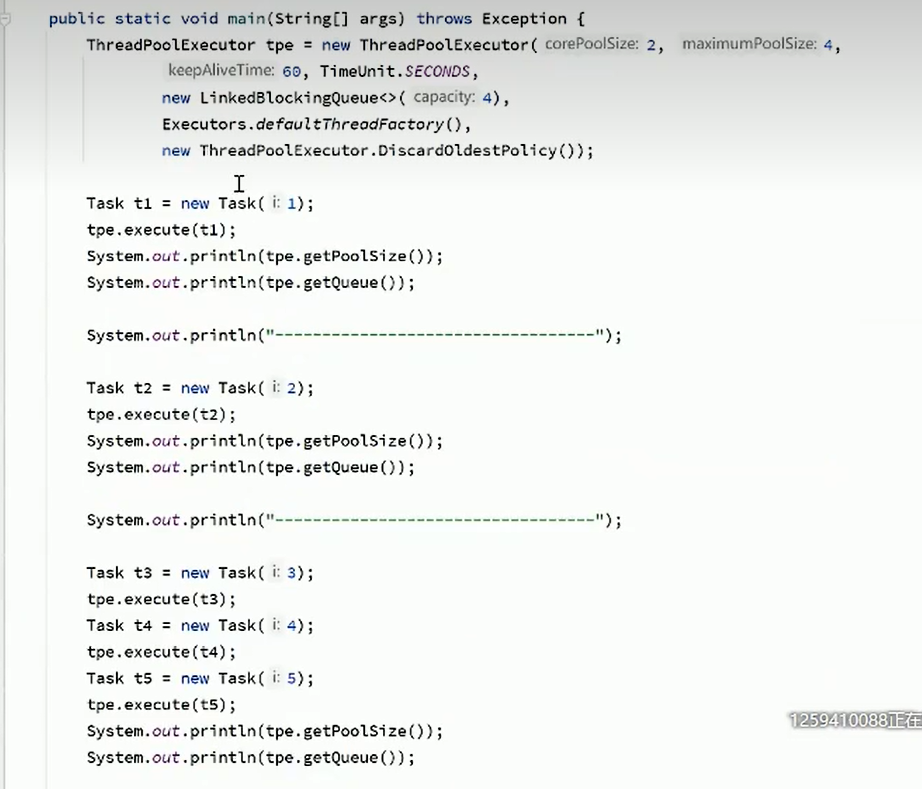 public static void main(String[] args) throws Exception {
ThreadPoolExecutor tpe = new ThreadPoolExecutor( corePoolSize: 2, maximumPoolSize: 4,
keepAliveTime: 60, TimeUnit.SECONDS,
new LinkedBlockingQueue<>( capacity: 4),
Executors.defaultThreadFactory(),
new ThreadPoolExecutor.DiscardOldestPolicy());
Task t1 = new Task( i: 1);
tpe.execute(t1);
System.out.println(tpe.getPoolSize());
System.out.println(tpe.getQueue());
System.out.println("----------------------------------");
Task t2 = new Task( i: 2);
tpe.execute(t2);
System.out.println(tpe.getPoolSize());
System.out.println(tpe.getQueue());
System.out.println("----------------------------------");
Task t3 = new Task( i: 3);
tpe.execute(t3);
Task t4 = new Task( i: 4);
tpe.execute(t4);
Task t5 = new Task( i: 5);
tpe.execute(t5);
1259410088正在
System.out.println(tpe.getPoolSize());
System.out.println(tpe.getQueue());